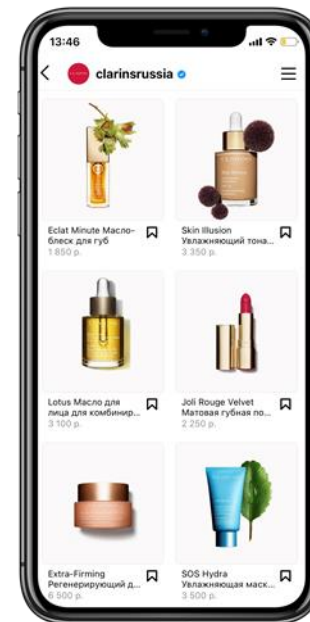 13:46
clarinsrussia
Eclat Minute Масло-
блеск для губ
1 850 р.
Skin Illusion
Увлажняющий тона...
3 350 р.
Lotus Масло для
лица для комбинир...
3 100 р.
Joli Rouge Velvet
Матовая губная по...
2 250 р.
Extra-Firming
Регенерирующий д...
6 500 р.
SOS Hydra
Увлажняющая маск...
3 500 р.